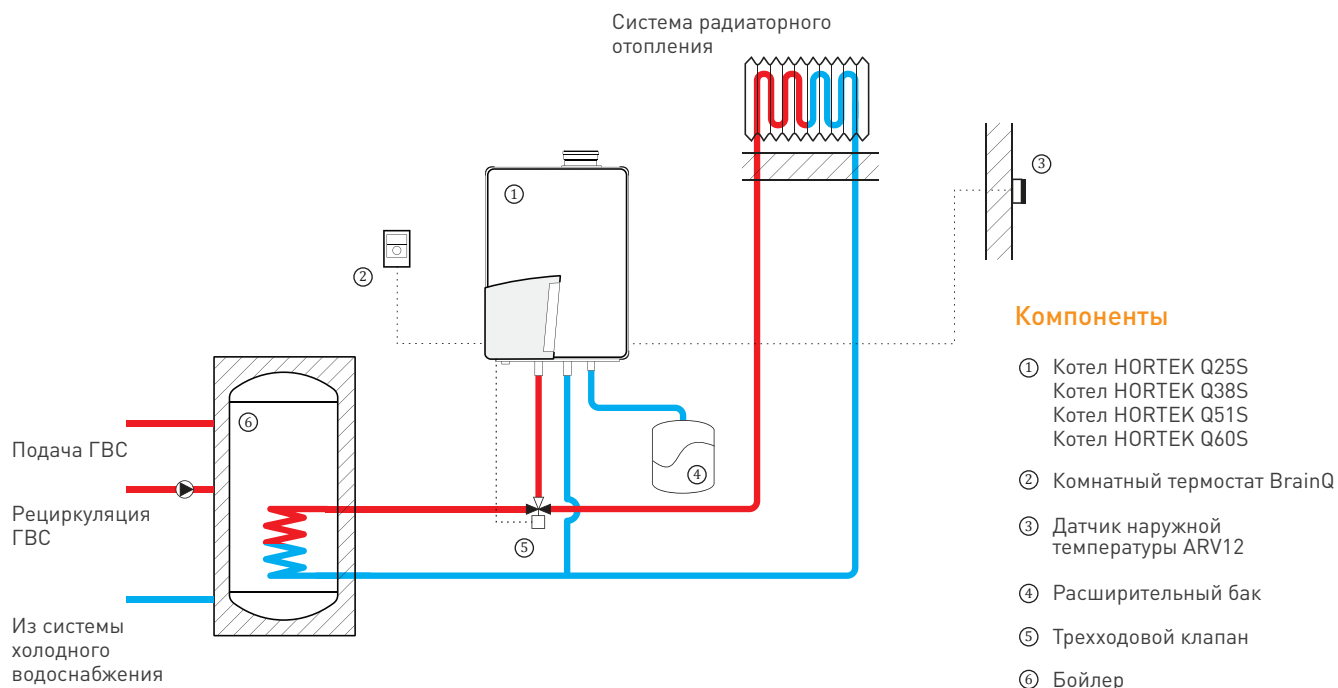 Система радиаторного
отопления
①
②
③
④
⑤
⑥
Подача ГВС
Рециркуляция
ГВС
Из системы
холодного
водоснабжения
Компоненты
① Котел HORTEK Q25S
Котел HORTEK Q38S
Котел HORTEK Q51S
Котел HORTEK Q60S
② Комнатный термостат BrainQ
③ Датчик наружной
температуры ARV12
④ Расширительный бак
⑤ Трехходовой клапан
⑥ Бойлер